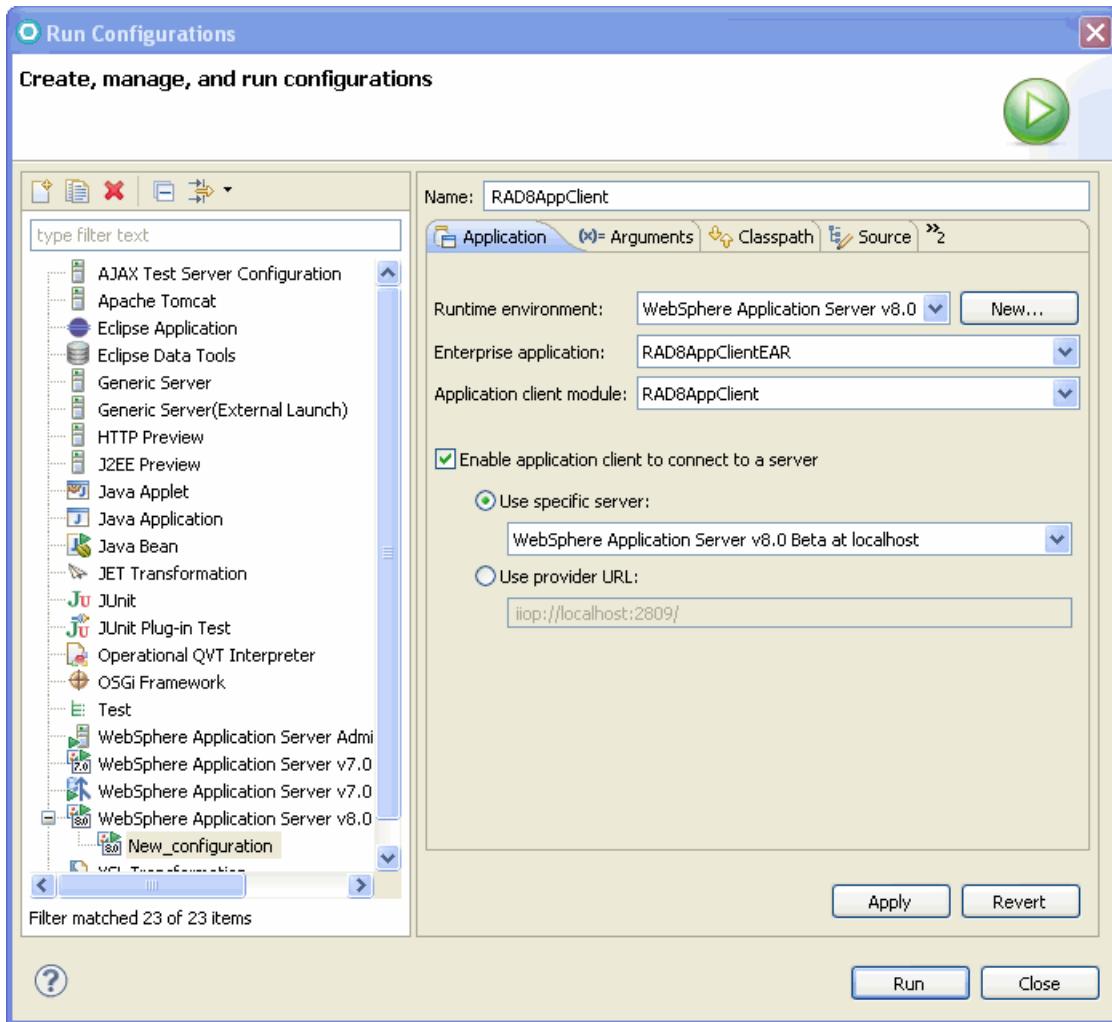 Run Configurations
Create, manage, and run configurations
type filter text
AJAX Test Server Configuration
Apache Tomcat
Eclipse Application
Eclipse Data Tools
Generic Server
Generic Server(External Launch)
HTTP Preview
J2EE Preview
Java Applet
Java Application
Java Bean
JET Transformation
JUnit
JUnit Plug-in Test
Operational QVT Interpreter
OSGi Framework
Test
WebSphere Application Server Admi
WebSphere Application Server v7.0
WebSphere Application Server v7.0
WebSphere Application Server v8.0
New_configuration
Filter matched 23 of 23 items
Name: RAD8AppClient
Application (x)= Arguments Classpath Source »2
Runtime environment: WebSphere Application Server v8.0 New...
Enterprise application: RAD8AppClientEAR
Application client module: RAD8AppClient
Enable application client to connect to a server
Use specific server:
WebSphere Application Server v8.0 Beta at localhost
Use provider URL:
iiop://localhost:2809/
Apply Revert
Run Close